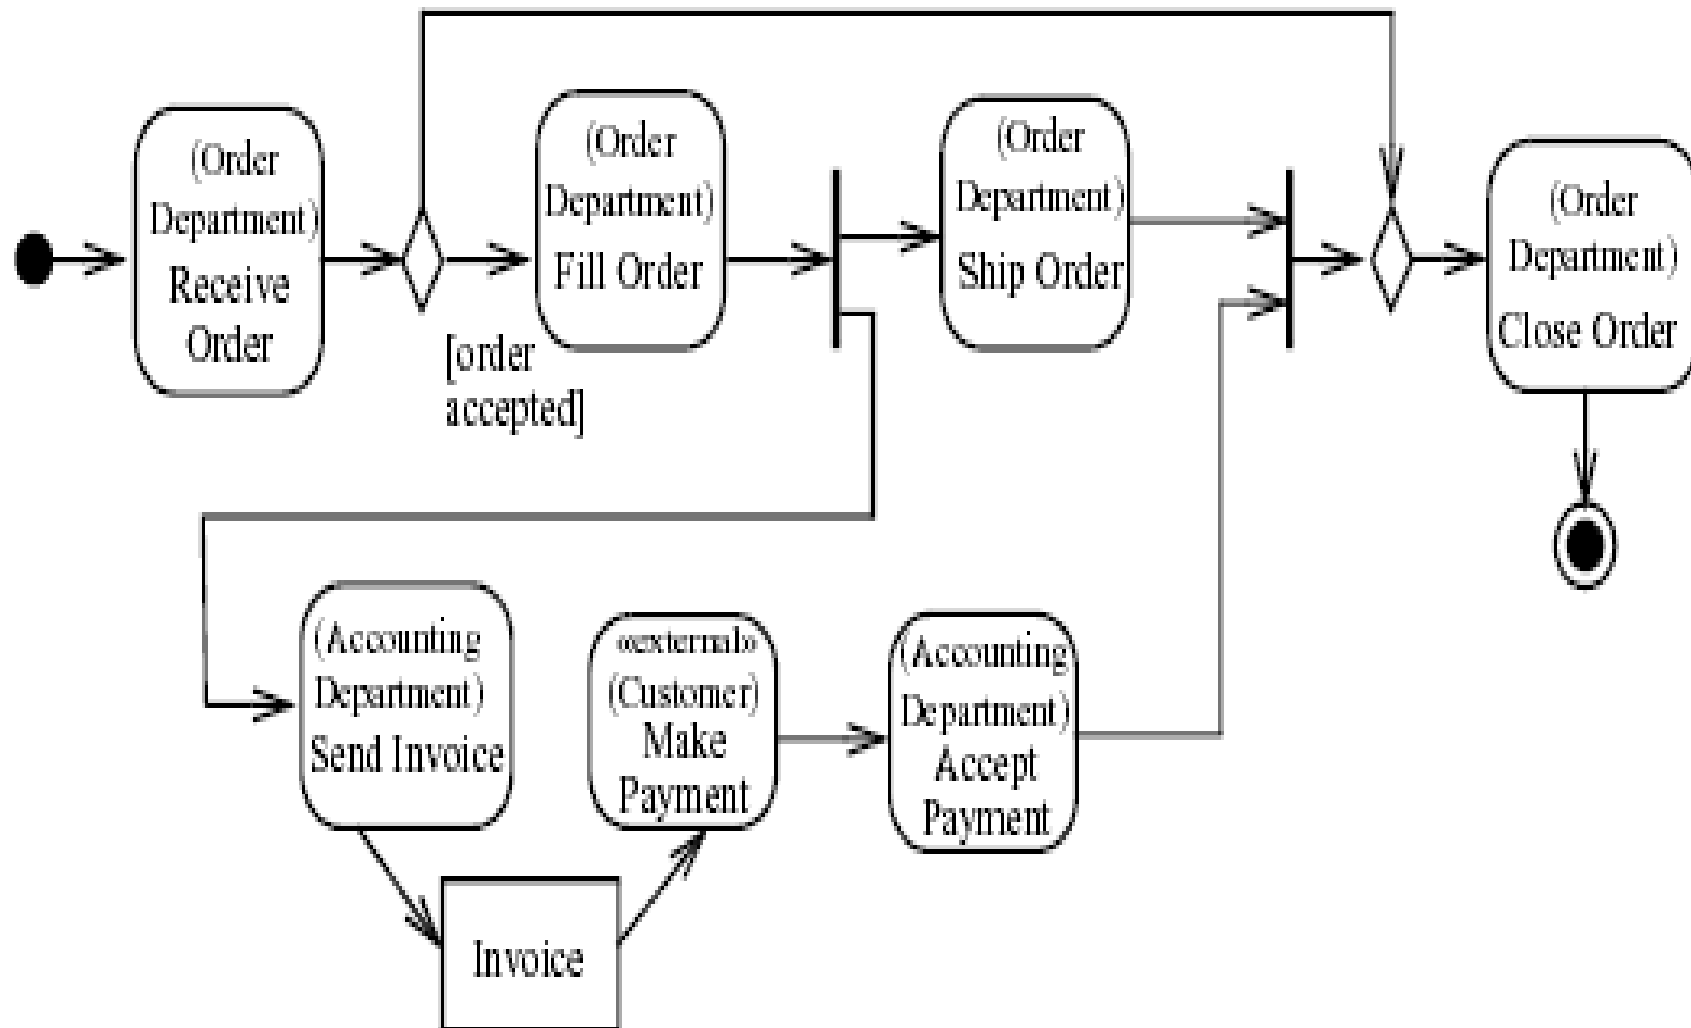 (Order
Department)
Receive
Order
[order
accepted]
(Order
Department)
Fill Order
(Order
Department)
Ship Order
(Order
Department)
Close Order
(Accounting
Department)
Send Invoice
Invoice
«external»
(Customer)
Make
Payment
(Accounting
Department)
Accept
Payment